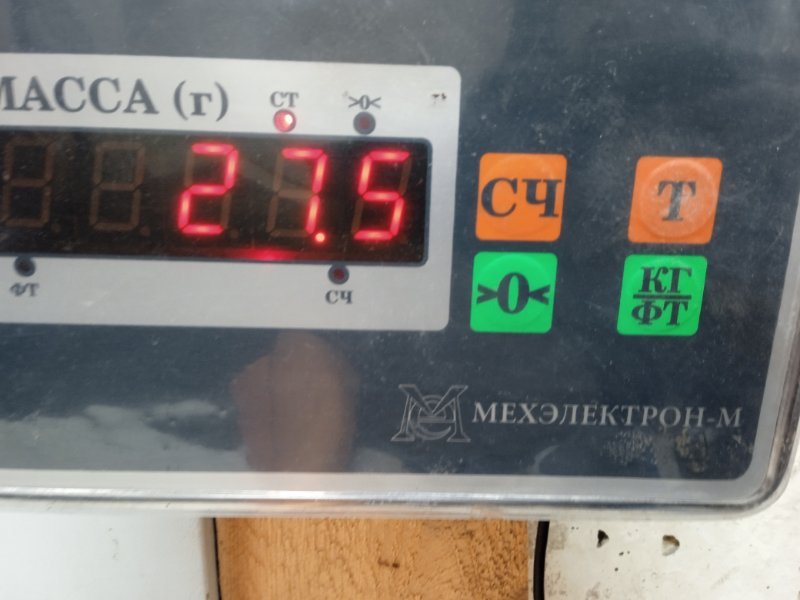 МАССА (г)
СТ >0<
27.5
ФТ СЧ
СЧ Т
>0< КГ
ФТ
МЕХЭЛЕКТРОН-М